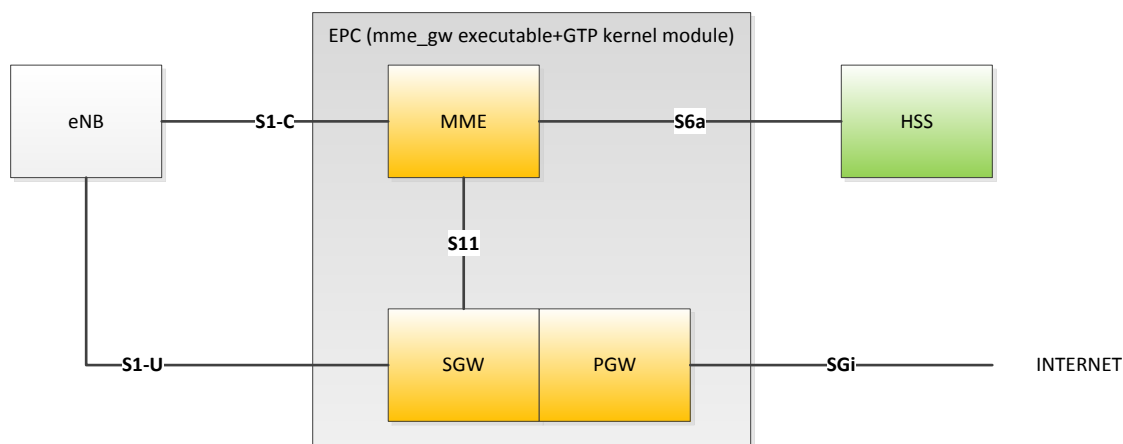 EPC (mme_gw executable+GTP kernel module)
eNB
S1-C
MME
S6a
HSS
S11
S1-U
SGW
PGW
SGi
INTERNET